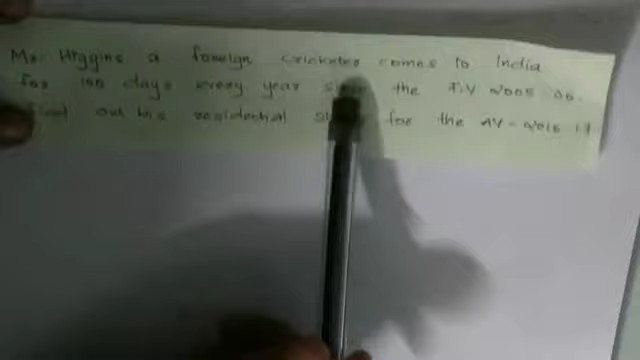 Mr. Higgins a foreign cricketer comes to India
for 100 days every year the F.Y 2005 06.
Find out his residential for the AY-2016 17